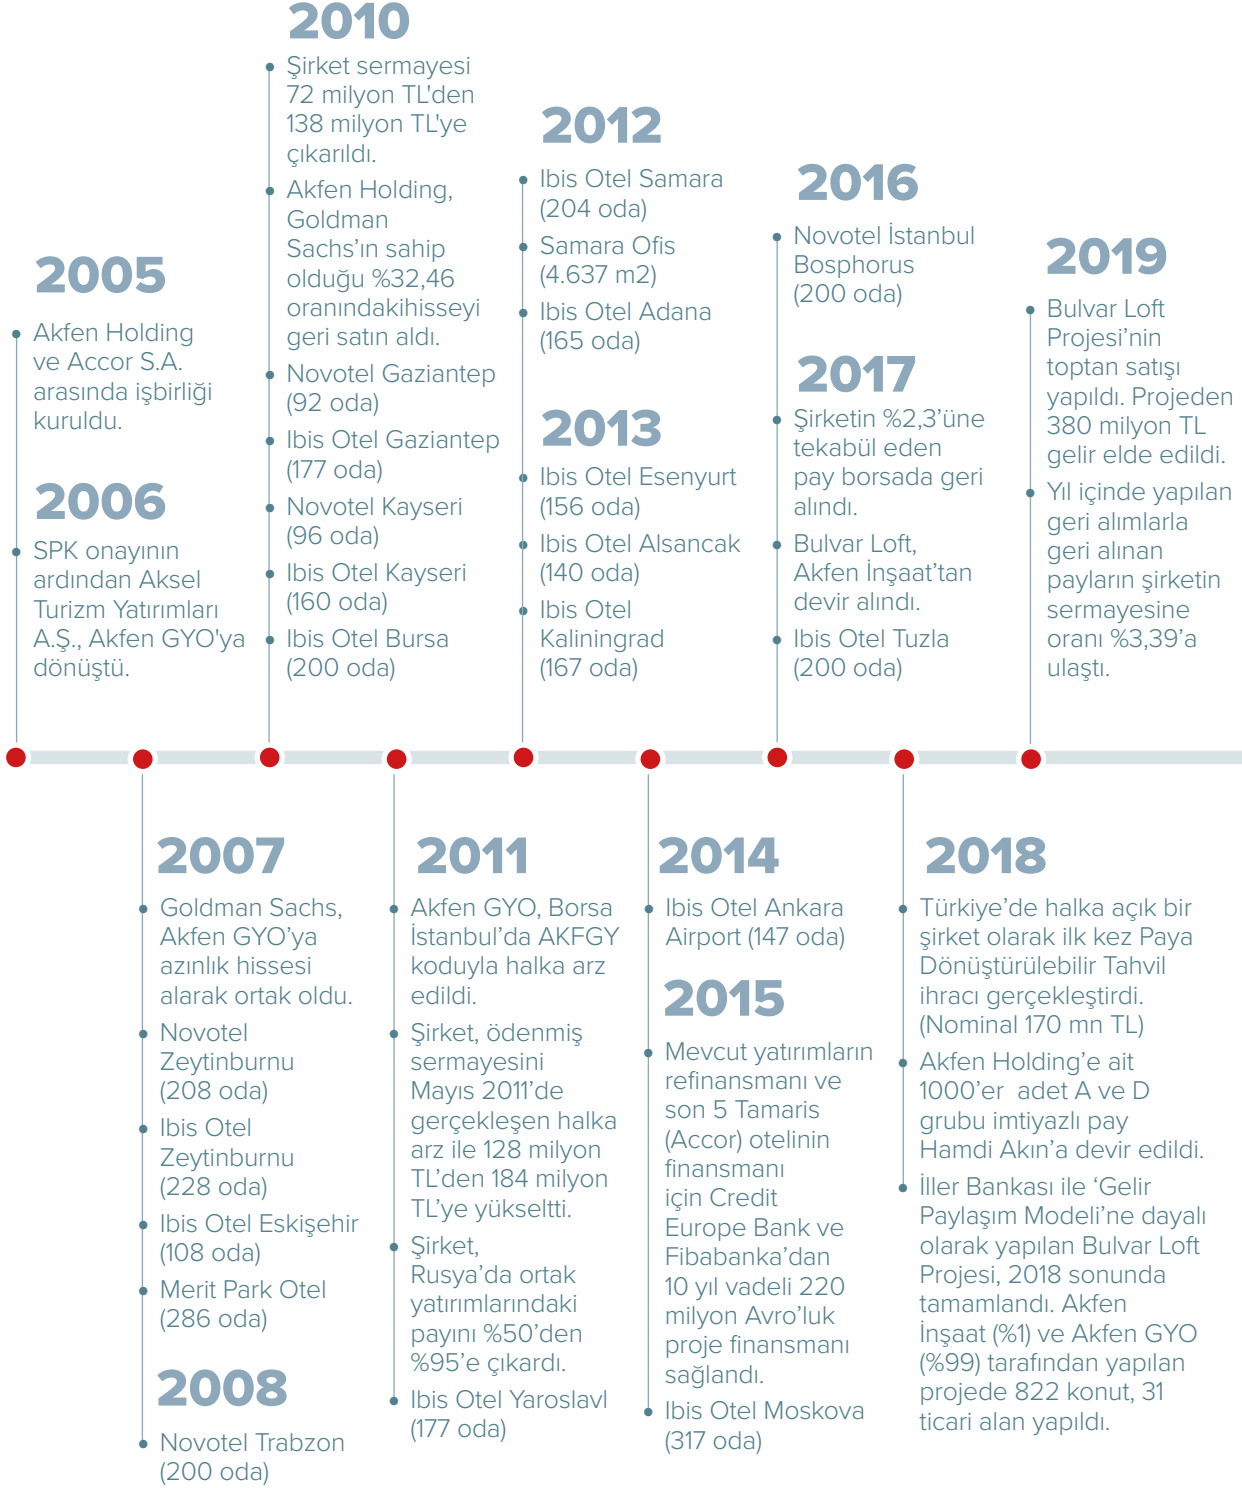 2005
Akfen Holding
ve Accor S.A.
arasında işbirliği
kuruldu.
2006
SPK onayının
ardından Aksel
Turizm Yatırımları
A.Ş., Akfen GYO'ya
dönüştü.
2007
Goldman Sachs,
Akfen GYO’ya
azınlık hissesi
alarak ortak oldu.
Novotel
Zeytinburnu
(208 oda)
Ibis Otel
Zeytinburnu
(228 oda)
Ibis Otel Eskişehir
(108 oda)
Merit Park Otel
(286 oda)
2008
Novotel Trabzon
(200 oda)
2010
Şirket sermayesi
72 milyon TL'den
138 milyon TL'ye
çıkarıldı.
Akfen Holding,
Goldman
Sachs’ın sahip
olduğu %32,46
oranındakihisseyi
geri satın aldı.
Novotel Gaziantep
(92 oda)
Ibis Otel Gaziantep
(177 oda)
Novotel Kayseri
(96 oda)
Ibis Otel Kayseri
(160 oda)
Ibis Otel Bursa
(200 oda)
2011
Akfen GYO, Borsa
İstanbul’da AKFGY
koduyla halka arz
edildi.
Şirket, ödenmiş
sermayesini
Mayıs 2011’de
gerçekleşen halka
arz ile 128 milyon
TL’den 184 milyon
TL’ye yükseltti.
Şirket,
Rusya’da ortak
yatırımlarındaki
payını %50’den
%95’e çıkardı.
Ibis Otel Yaroslavl
(177 oda)
2012
Ibis Otel Samara
(204 oda)
Samara Ofis
(4.637 m2)
Ibis Otel Adana
(165 oda)
2013
Ibis Otel Esenyurt
(156 oda)
Ibis Otel Alsancak
(140 oda)
Ibis Otel
Kaliningrad
(167 oda)
2014
Ibis Otel Ankara
Airport (147 oda)
2015
Mevcut yatırımların
refinansmanı ve
son 5 Tamaris
(Accor) otelinin
finansmanı
için Credit
Europe Bank ve
Fibabanka’dan
10 yıl vadeli 220
milyon Avro’luk
proje finansmanı
sağlandı.
Ibis Otel Moskova
(317 oda)
2016
Novotel İstanbul
Bosphorus
(200 oda)
2017
Şirketin %2,3’üne
tekabül eden
pay borsada geri
alındı.
Bulvar Loft,
Akfen İnşaat’tan
devir alındı.
Ibis Otel Tuzla
(200 oda)
2018
Türkiye’de halka açık bir
şirket olarak ilk kez Paya
Dönüştürülebilir Tahvil
ihracı gerçekleştirdi.
(Nominal 170 mn TL)
Akfen Holding’e ait
1000’er adet A ve D
grubu imtiyazlı pay
Hamdi Akın’a devir edildi.
İller Bankası ile ‘Gelir
Paylaşım Modeli’ne dayalı
olarak yapılan Bulvar Loft
Projesi, 2018 sonunda
tamamlandı. Akfen
İnşaat (%1) ve Akfen GYO
(%99) tarafından yapılan
projede 822 konut, 31
ticari alan yapıldı.
2019
Bulvar Loft
Projesi’nin
toptan satışı
yapıldı. Projeden
380 milyon TL
gelir elde edildi.
Yıl içinde yapılan
geri alımlarla
geri alınan
payların şirketin
sermayesine
oranı %3,39’a
ulaştı.